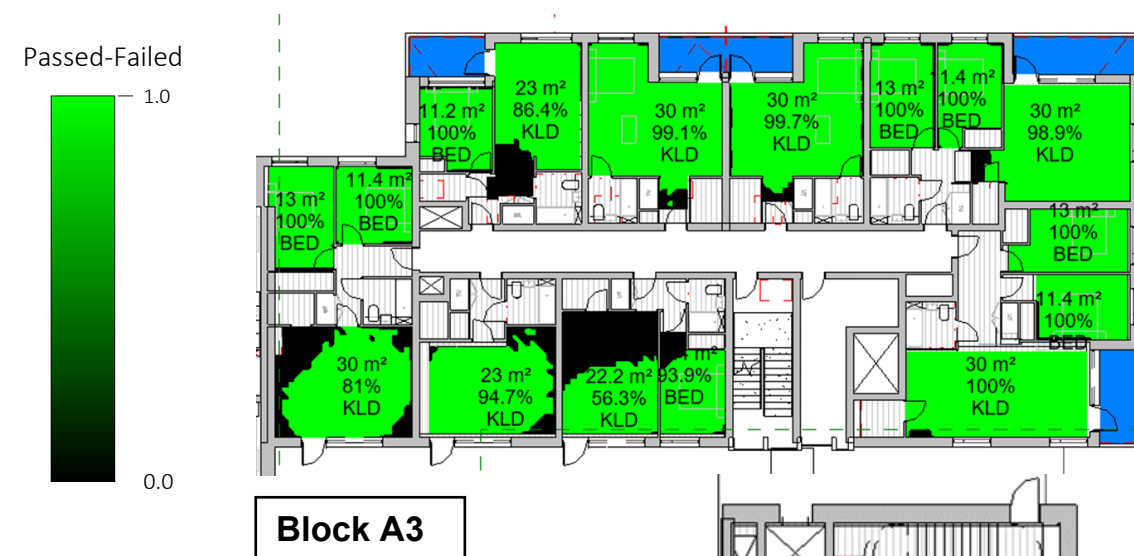 Passed-Failed
1.0
0.0
11.2 m²
100%
BED
23 m²
86.4%
KLD
30 m²
99.1%
KLD
30 m²
99.7%
KLD
13 m²
100%
BED
1.4 m²
100%
BED
30 m²
98.9%
KLD
13 m²
100%
BED
11.4 m²
100%
BED
13 m²
100%
BED
11.4 m²
100%
BED
30 m²
81%
KLD
23 m²
94.7%
KLD
22.2 m²
56.3%
KLD
m²
93.9%
BED
30 m²
100%
KLD
Block A3